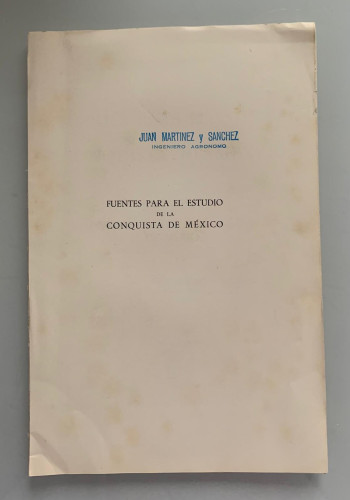 JUAN MARTINEZ y SANCHEZ
INGENIERO AGRONOMO
FUENTES PARA EL ESTUDIO
DE LA
CONQUISTA DE MÉXICO